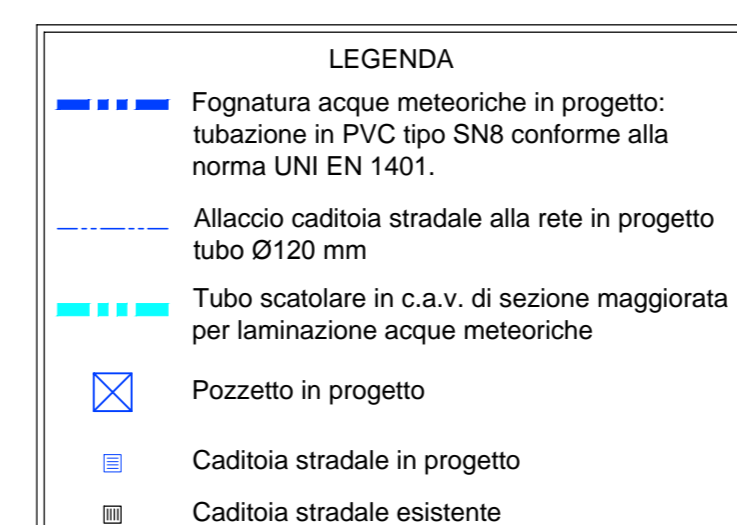 LEGENDA
Fognatura acque meteoriche in progetto:
tubazione in PVC tipo SN8 conforme alla
norma UNI EN 1401.
Allaccio caditoia stradale alla rete in progetto
tubo Ø120 mm
Tubo scatolare in c.a.v. di sezione maggiorata
per laminazione acque meteoriche
Pozzetto in progetto
Caditoia stradale in progetto
Caditoia stradale esistente